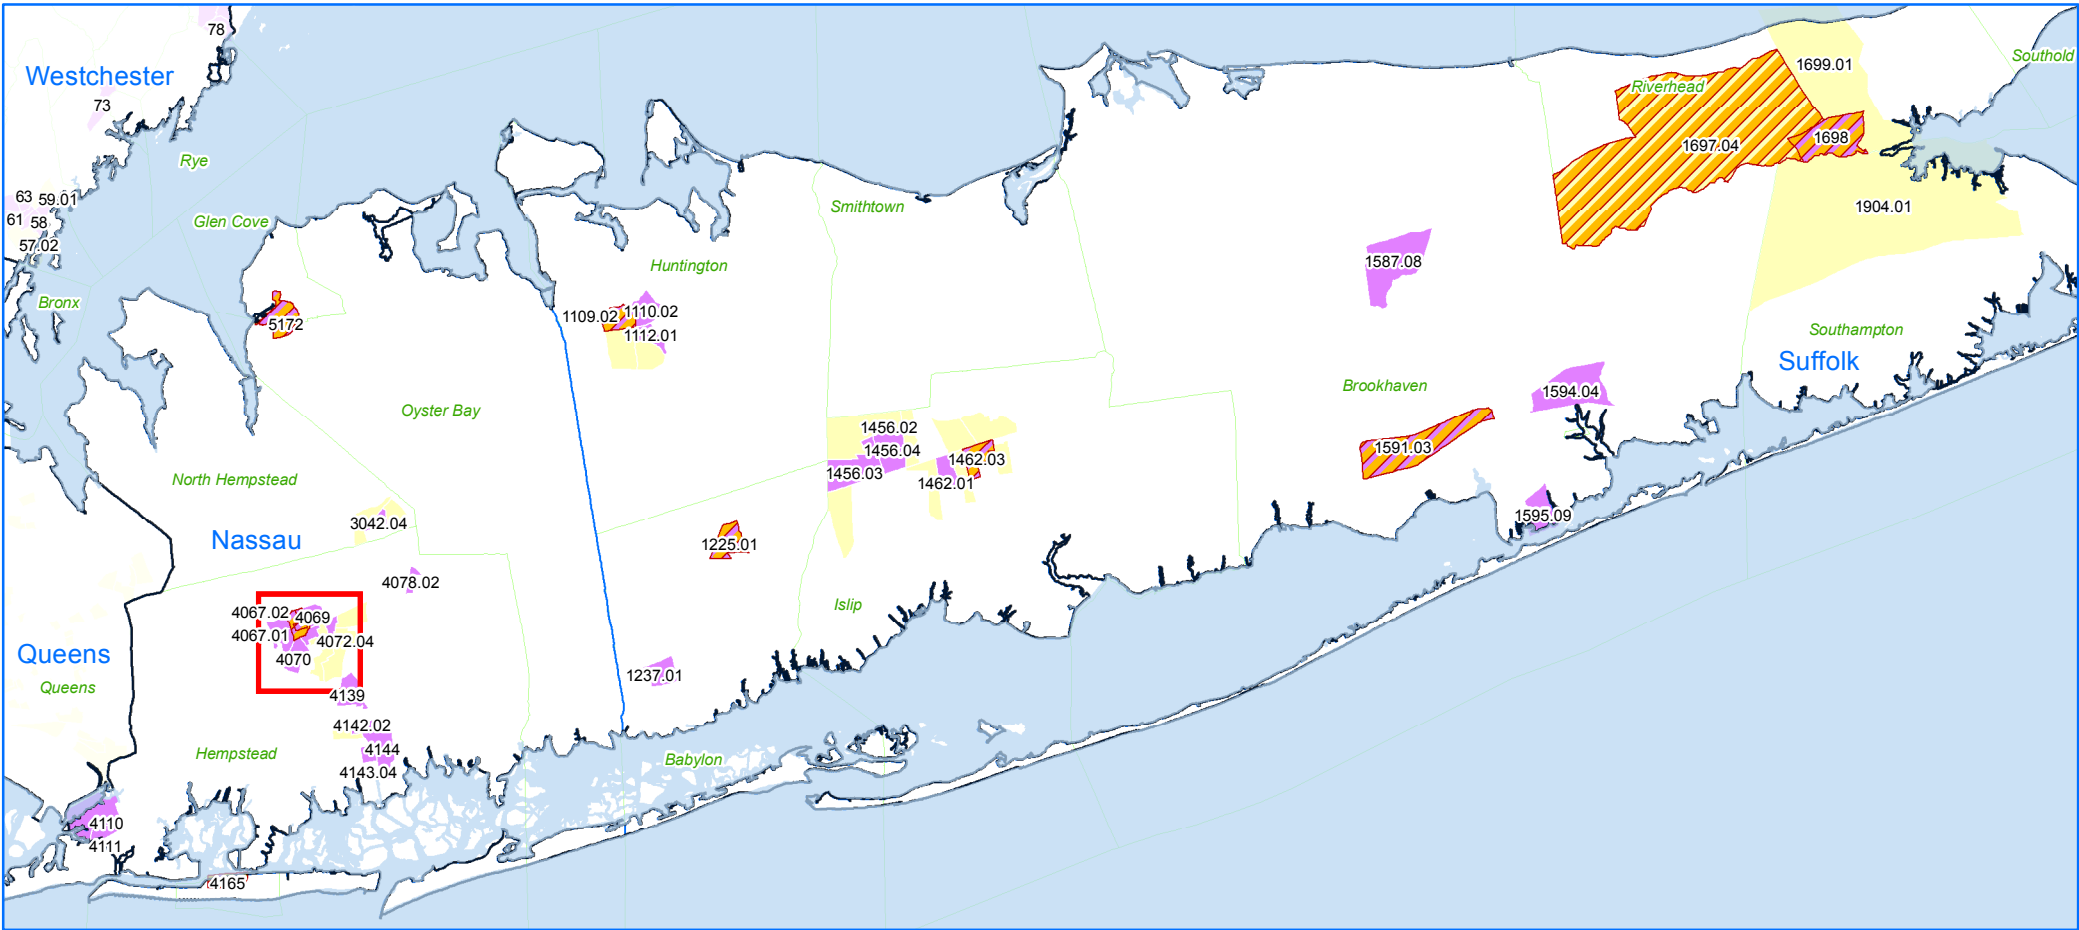 78
Westchester
73
Rye
63
59.01
61
58
57.02
Glen Cove
Bronx
5172
Huntington
1109.02
1110.02
1112.01
Smithtown
Oyster Bay
North Hempstead
3042.04
Nassau
4078.02
4067.02
4069
4067.01
4072.04
4070
4139
Queens
Queens
4142.02
4144
Hempstead
4143.04
4110
4111
4165
1456.02
1456.04
1456.03
1462.03
1462.01
1225.01
Islip
1237.01
Babylon
1587.08
Brookhaven
1594.04
1591.03
1595.09
1699.01
Southold
Riverhead
1697.04
1698
1904.01
Southampton
Suffolk